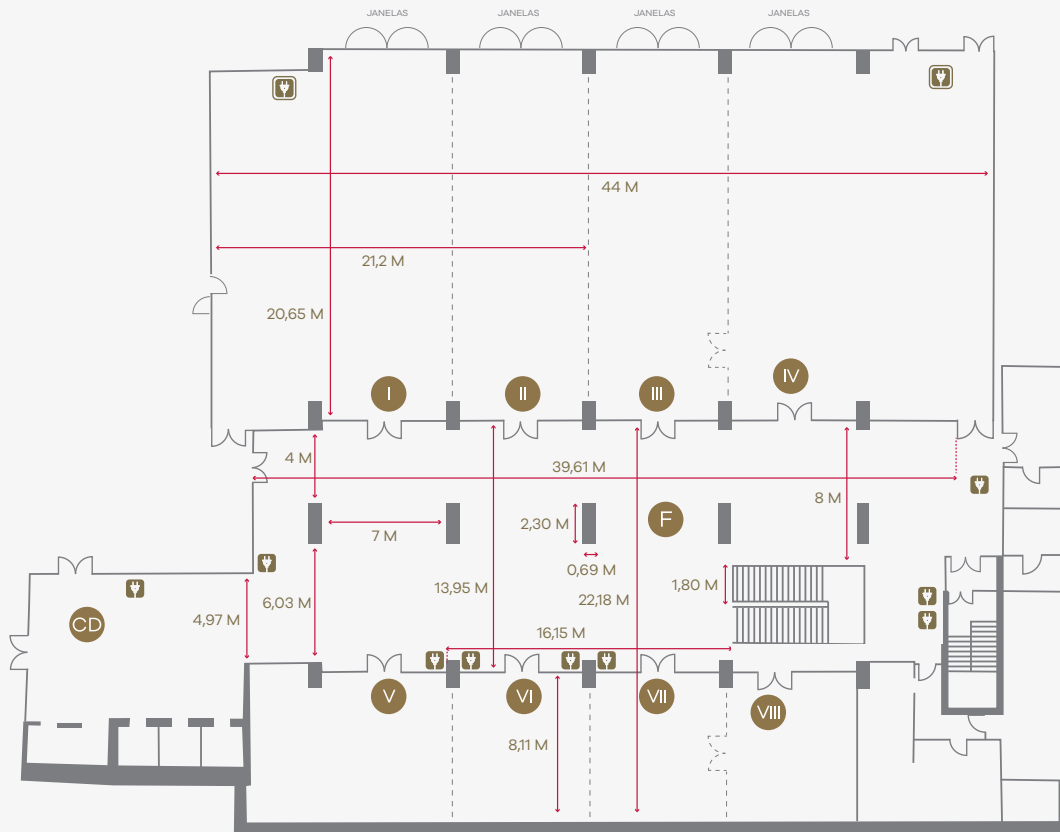 JANELAS
JANELAS
JANELAS
JANELAS
44 M
21,2 M
20,65 M
I
II
III
IV
4 M
39,61 M
8 M
7 M
2,30 M
F
0,69 M
13,95 M
22,18 M
1,80 M
6,03 M
4,97 M
CD
16,15 M
V
VI
VII
VIII
8,11 M